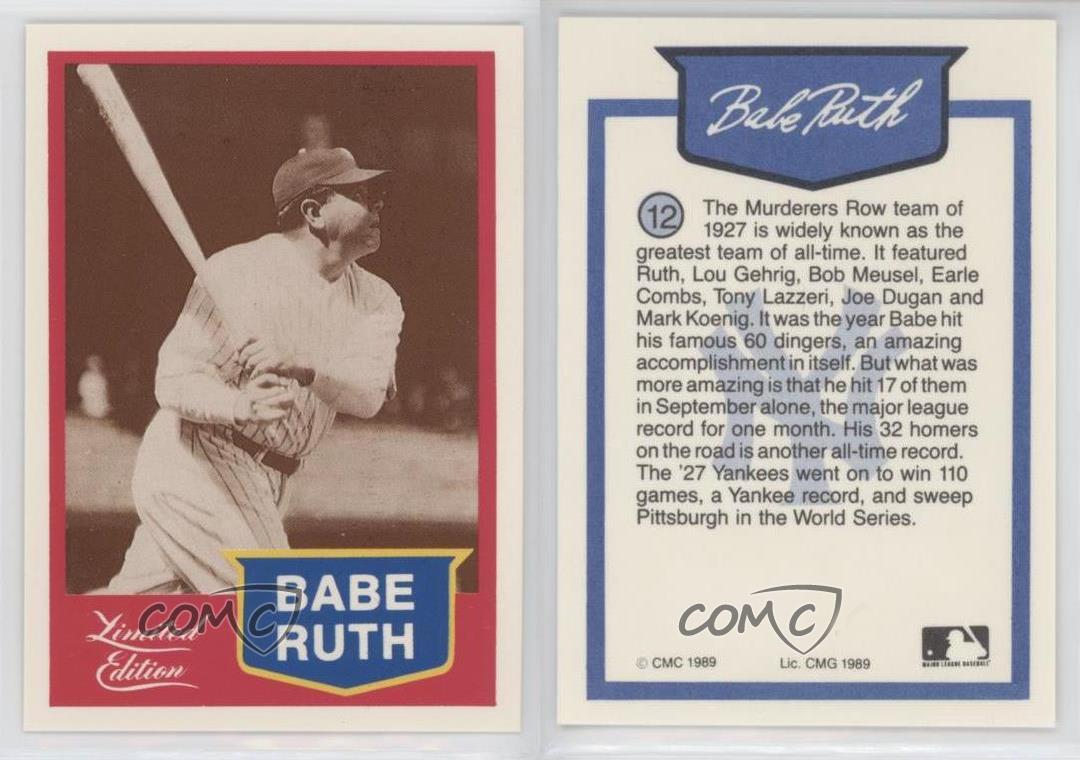 Limited
Edition
BABE
RUTH
COMC
Babe Ruth
12
The Murderers Row team of
1927 is widely known as the
greatest team of all-time. It featured
Ruth, Lou Gehrig, Bob Meusel, Earle
Combs, Tony Lazzeri, Joe Dugan and
Mark Koenig. It was the year Babe hit
his famous 60 dingers, an amazing
accomplishment in itself. But what was
more amazing is that he hit 17 of them
in September alone, the major league
record for one month. His 32 homers
on the road is another all-time record.
The '27 Yankees went on to win 110
games, a Yankee record, and sweep
Pittsburgh in the World Series.
NY
COMC
© CMC 1989
Lic. CMG 1989
MAJOR LEAGUE BASEBALL